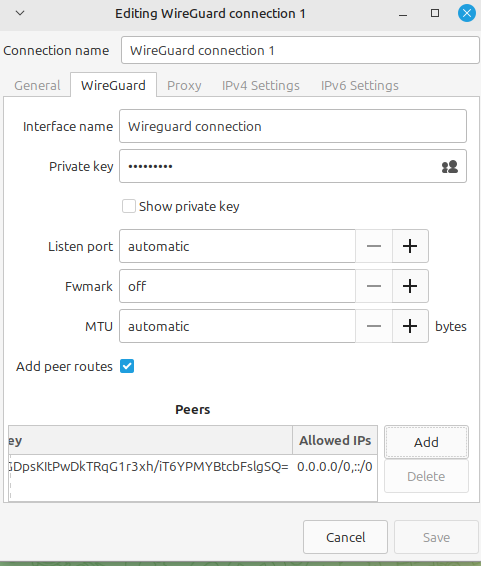 Editing WireGuard connection 1
Connection name WireGuard connection 1
General WireGuard Proxy IPv4 Settings IPv6 Settings
Interface name Wireguard connection
Private key •••••••••
Show private key
Listen port automatic
Fwmark off
MTU automatic bytes
Add peer routes
Peers
ey Allowed IPs
GDpsKItPwDkTRqG1r3xh/iT6YPMYBtcbFslgSQ= 0.0.0.0/0,::/0
Add
Delete
Cancel Save